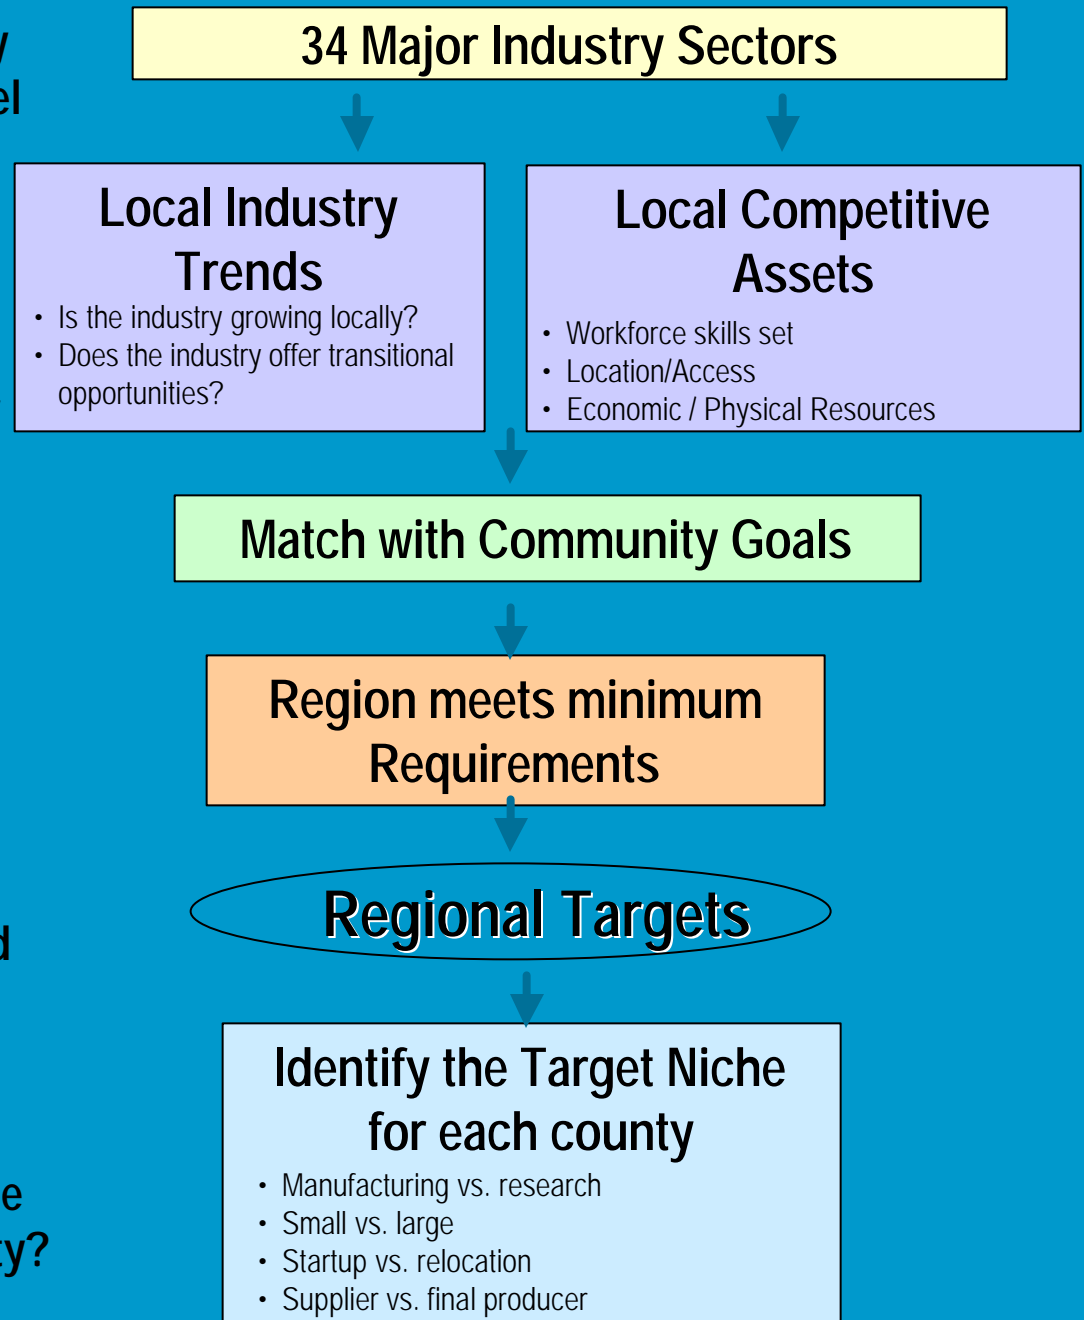 34 Major Industry Sectors
Local Industry
Trends
• Is the industry growing locally?
• Does the industry offer transitional
opportunities?
Local Competitive
Assets
• Workforce skills set
• Location/Access
• Economic / Physical Resources
Match with Community Goals
Region meets minimum
Requirements
Regional Targets
Identify the Target Niche
for each county
• Manufacturing vs. research
• Small vs. large
• Startup vs. relocation
• Supplier vs. final producer